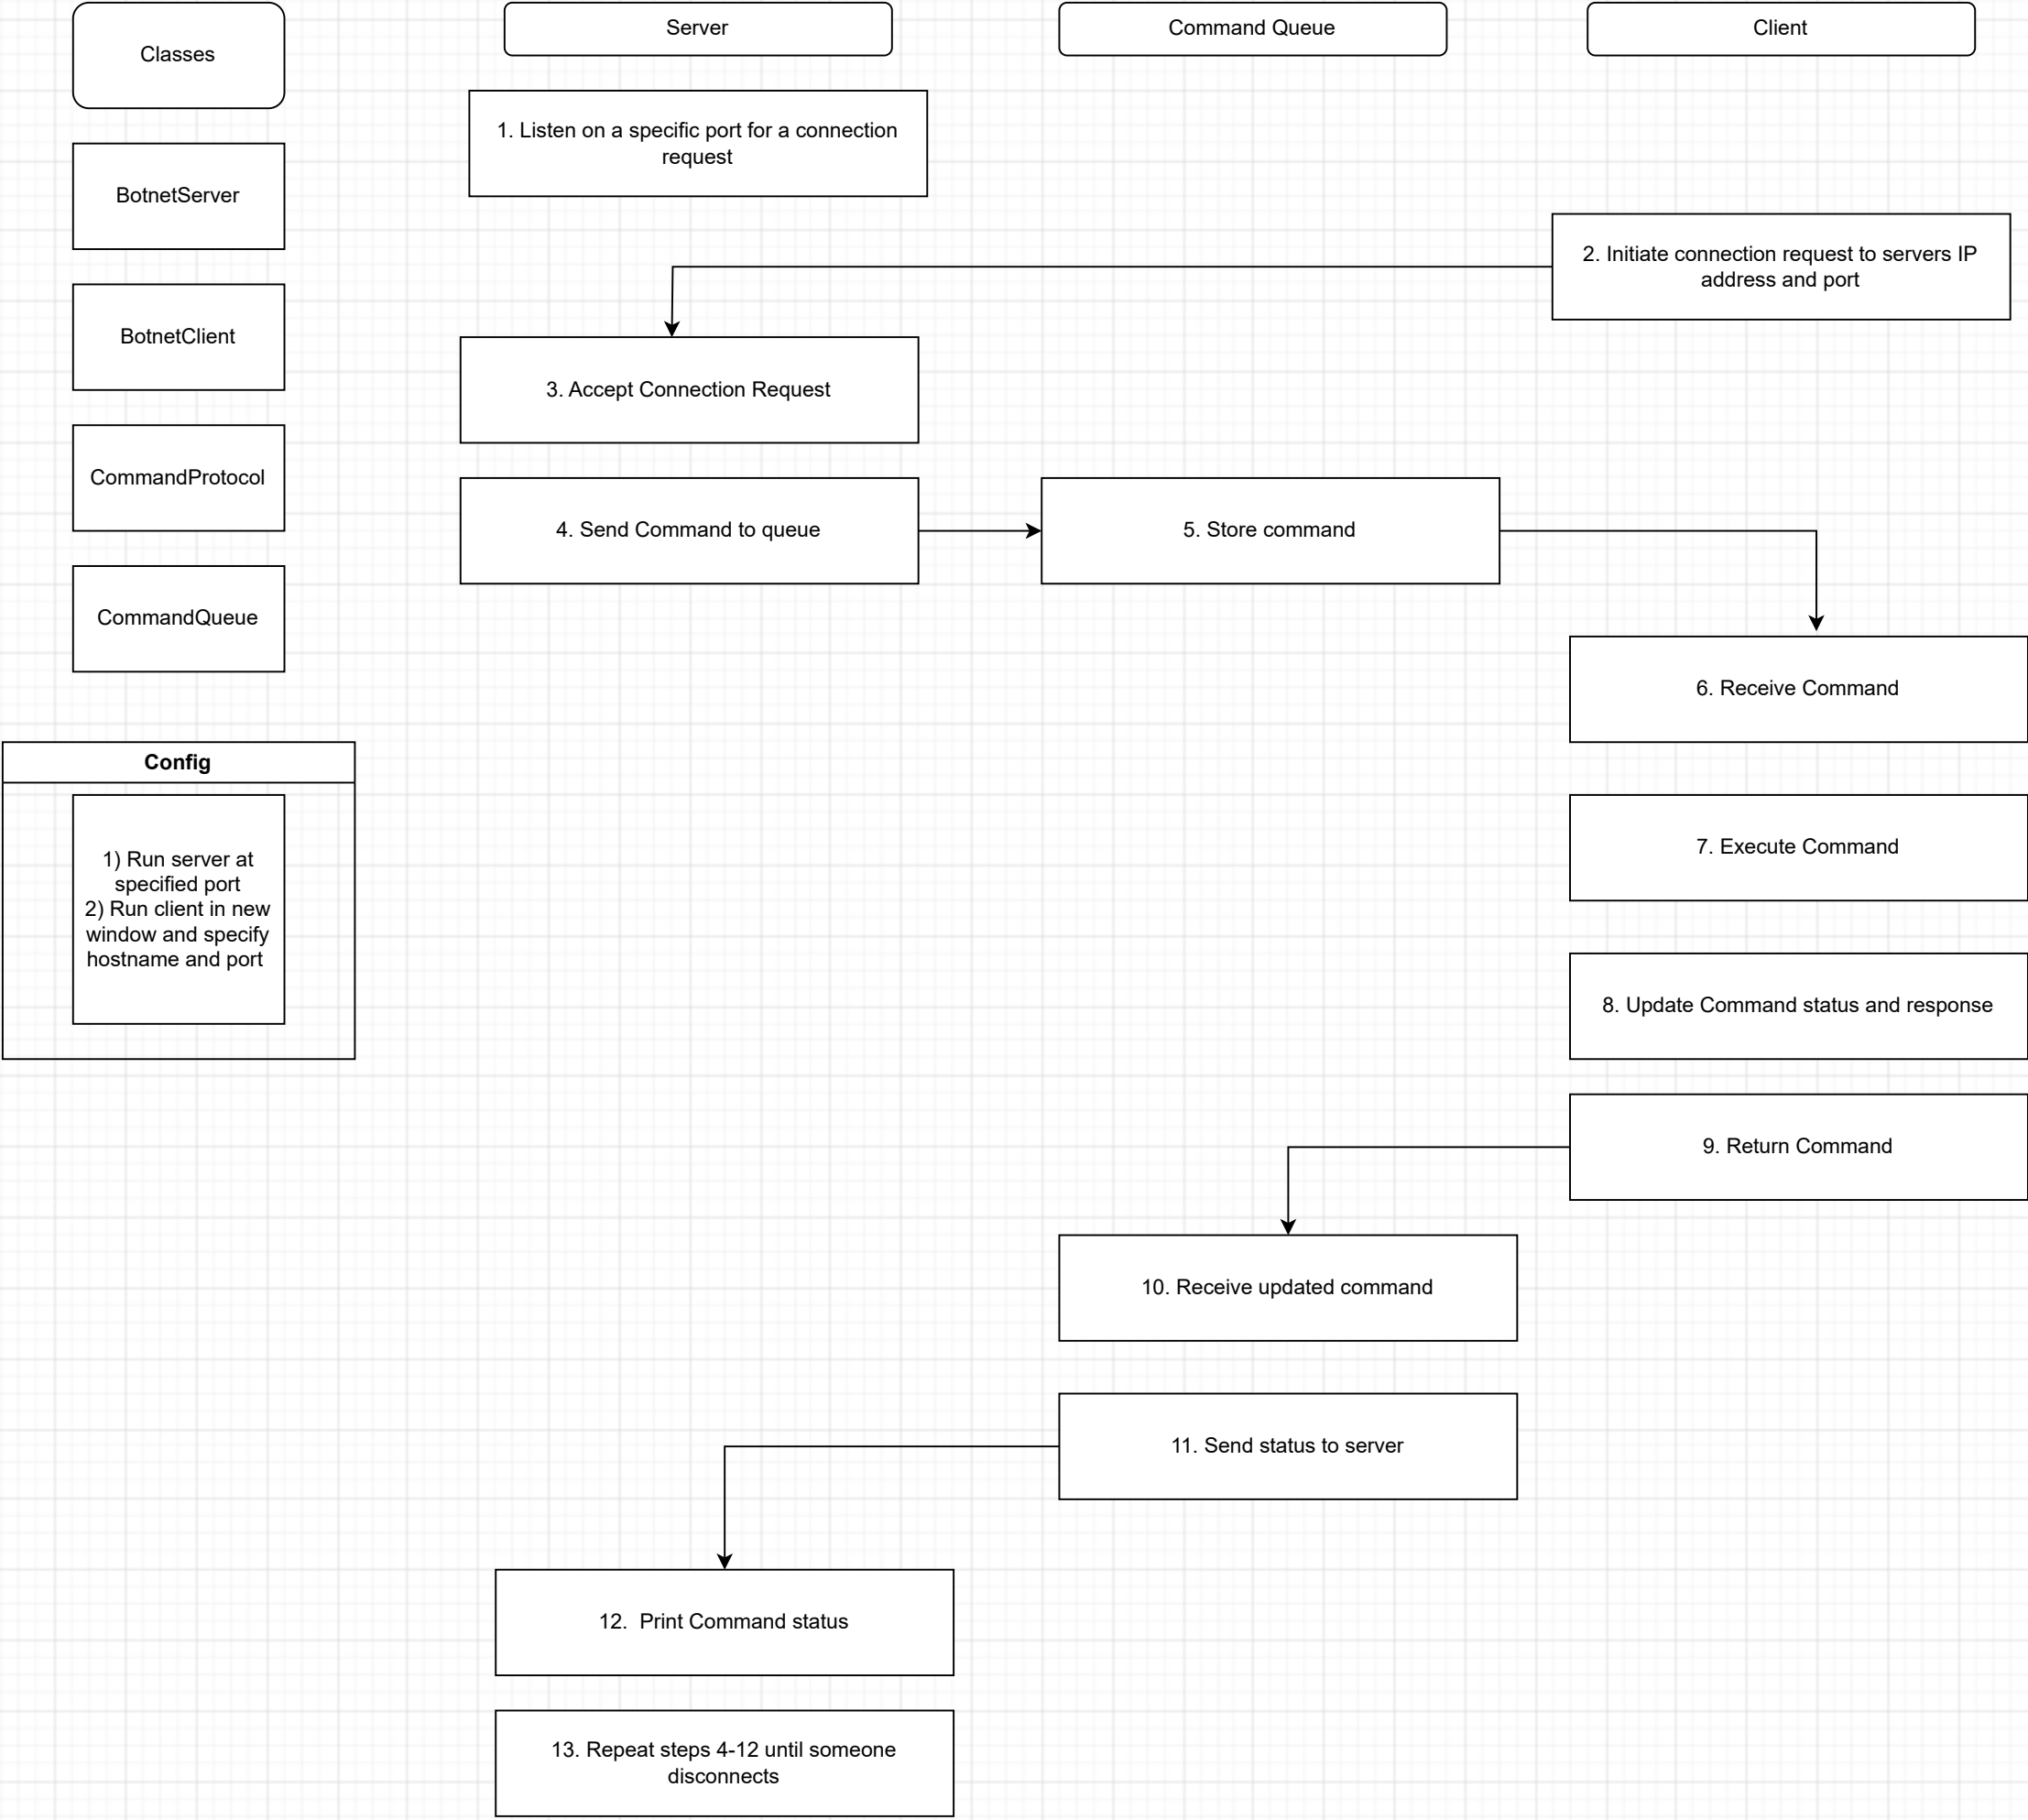 Classes
BotnetServer
BotnetClient
CommandProtocol
CommandQueue
Config
1) Run server at
specified port
2) Run client in new
window and specify
hostname and port
Server
Command Queue
Client
1. Listen on a specific port for a connection
request
2. Initiate connection request to servers IP
address and port
3. Accept Connection Request
4. Send Command to queue
5. Store command
6. Receive Command
7. Execute Command
8. Update Command status and response
9. Return Command
10. Receive updated command
11. Send status to server
12.  Print Command status
13. Repeat steps 4-12 until someone
disconnects